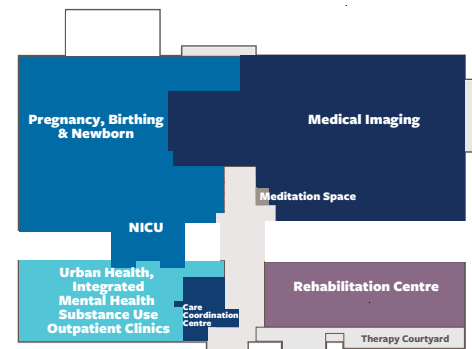 Pregnancy, Birthing
& Newborn
Medical Imaging
Meditation Space
NICU
Urban Health,
Integrated
Mental Health
Substance Use
Outpatient Clinics
Care
Coordination
Centre
Rehabilitation Centre
Therapy Courtyard